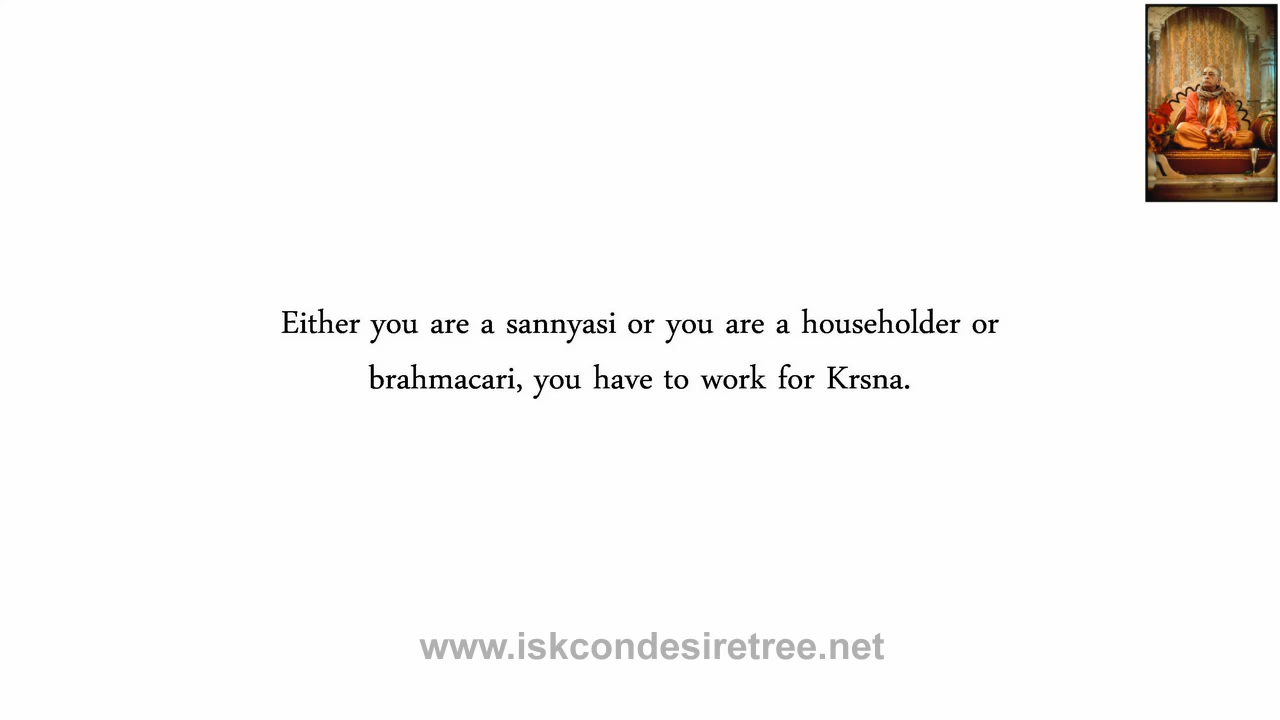 Either you are a sannyasi or you are a householder or
brahmacari, you have to work for Krsna.
www.iskcondesiretree.net